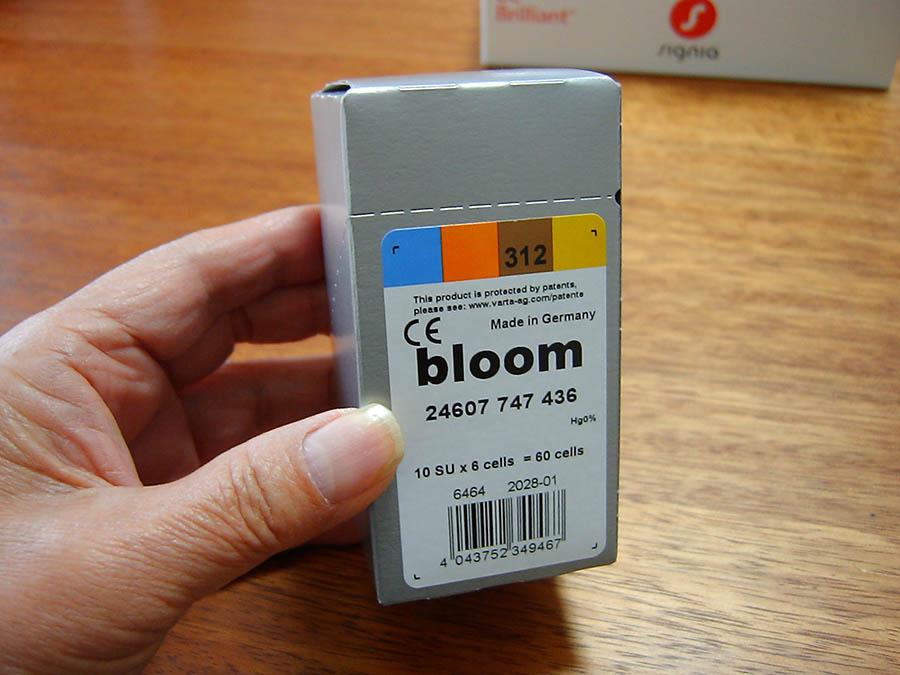 Brilliant™
signia
312
This product is protected by patents,
please see: www.varta-ag.com/patente
CE
Made in Germany
bloom
24607 747 436
Hg0%
10 SU x 6 cells = 60 cells
6464 2028-01
4 043752 349467